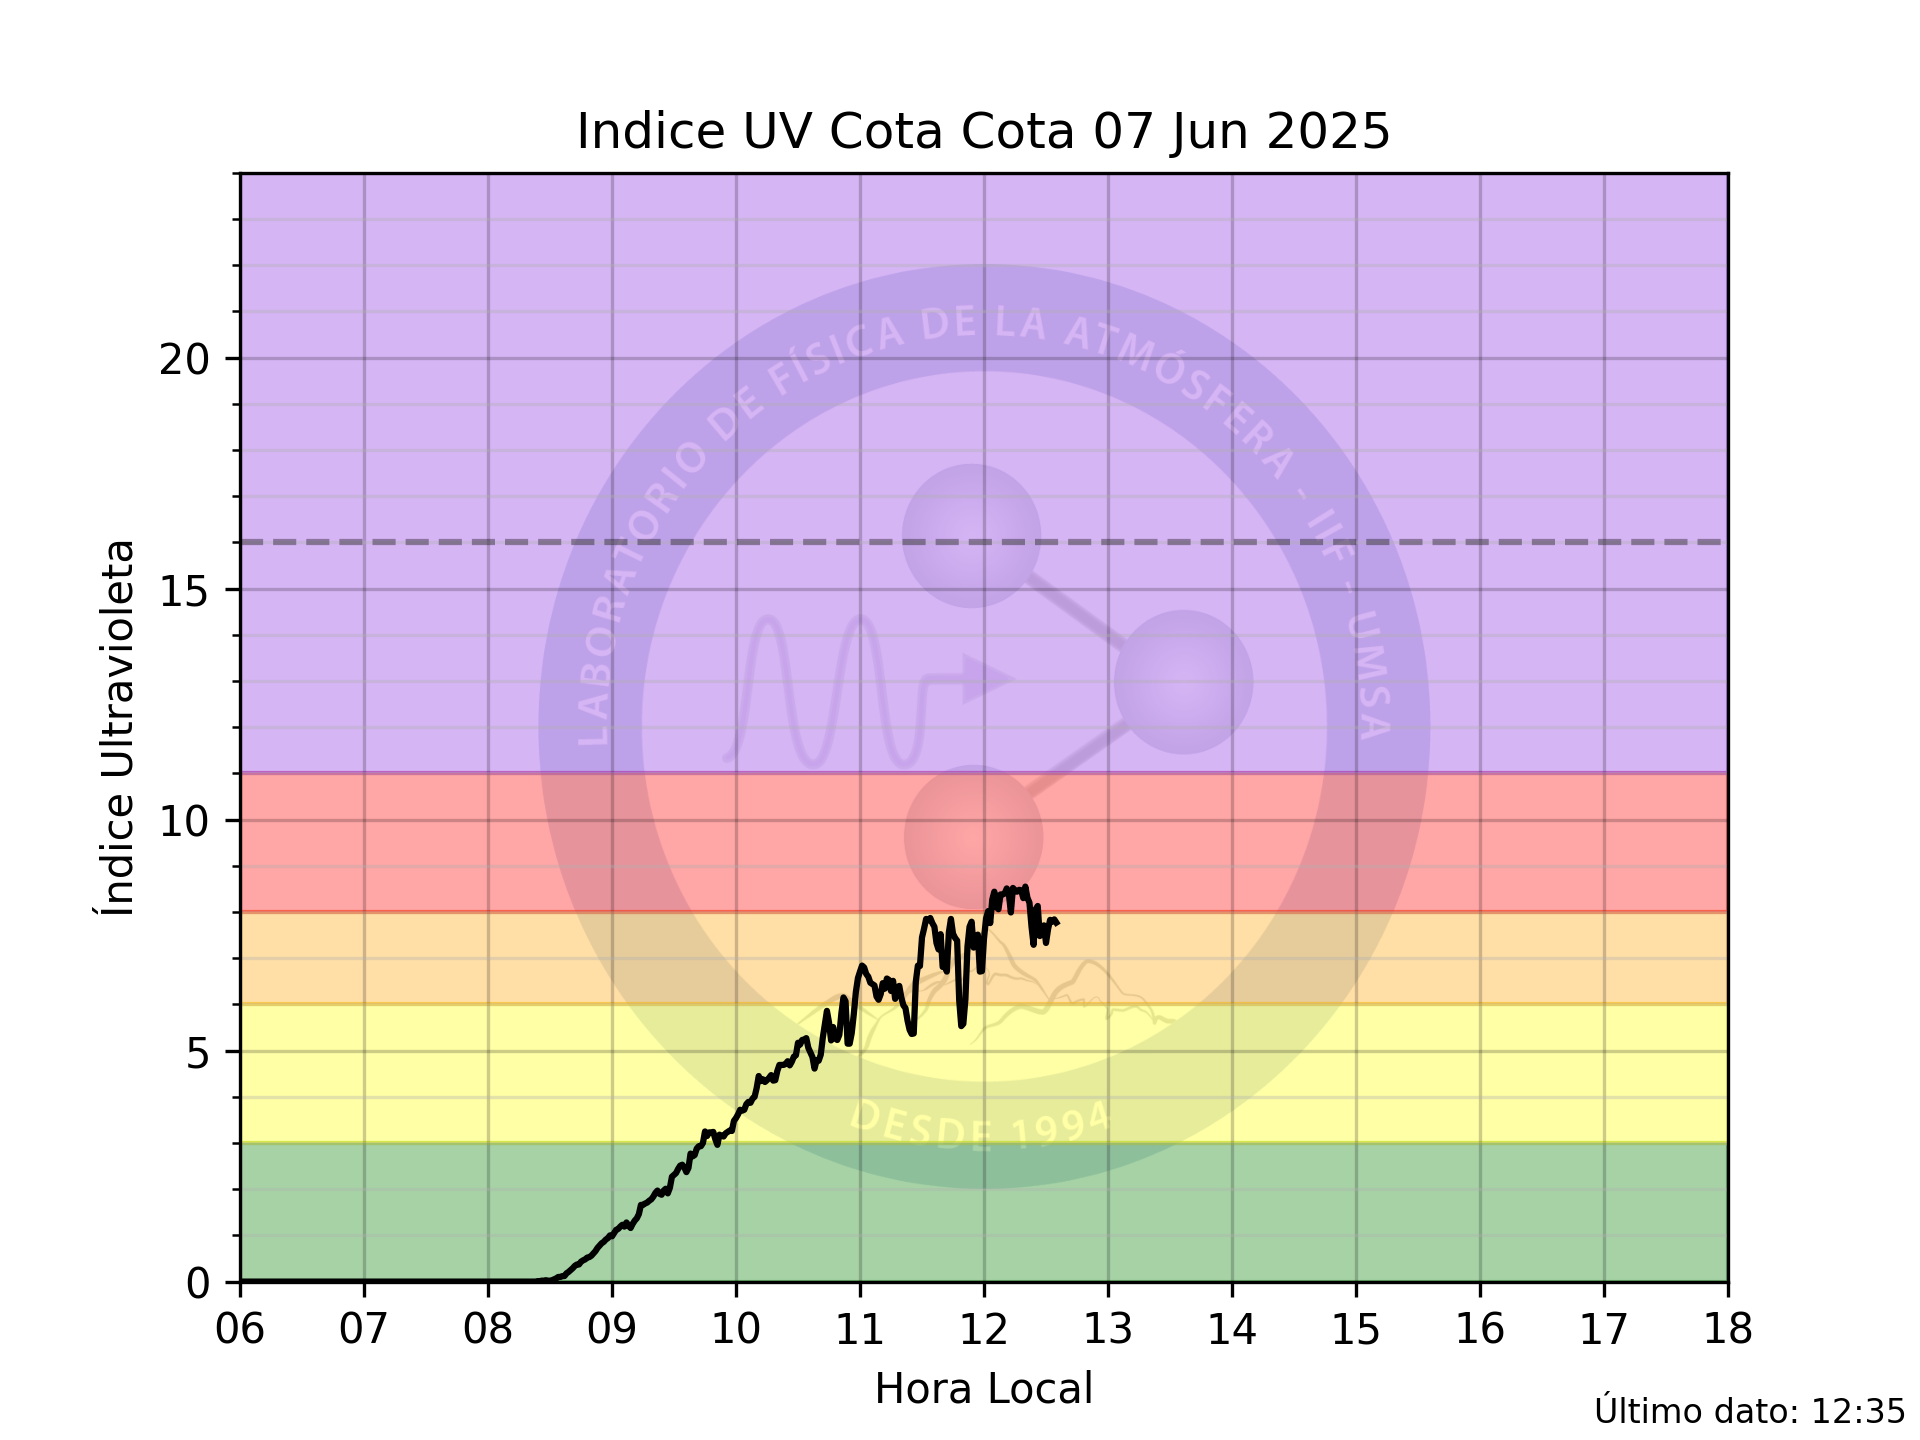 Indice UV Cota Cota 07 Jun 2025
LABORATORIO DE FÍSICA DE LA ATMÓSFERA - IIF - UMSA
DESDE 1994
Índice Ultravioleta
20
15
10
5
0
06 07 08 09 10 11 12 13 14 15 16 17 18
Hora Local
Último dato: 12:35